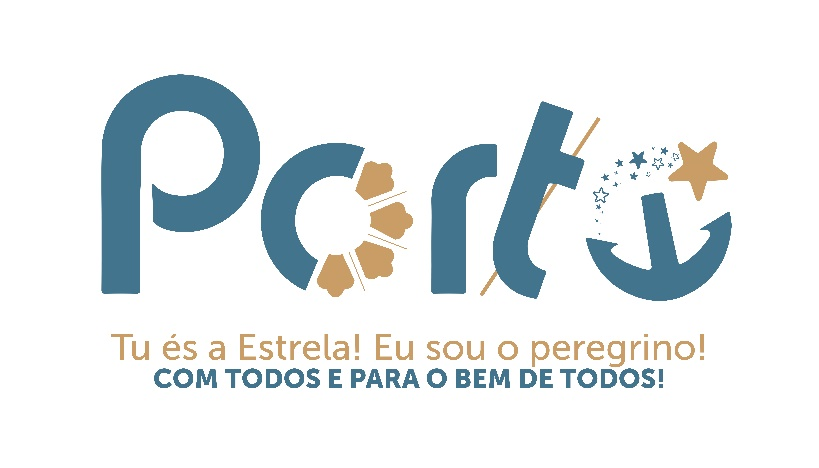 Porto
Tu és a Estrela! Eu sou o peregrino!
COM TODOS E PARA O BEM DE TODOS!